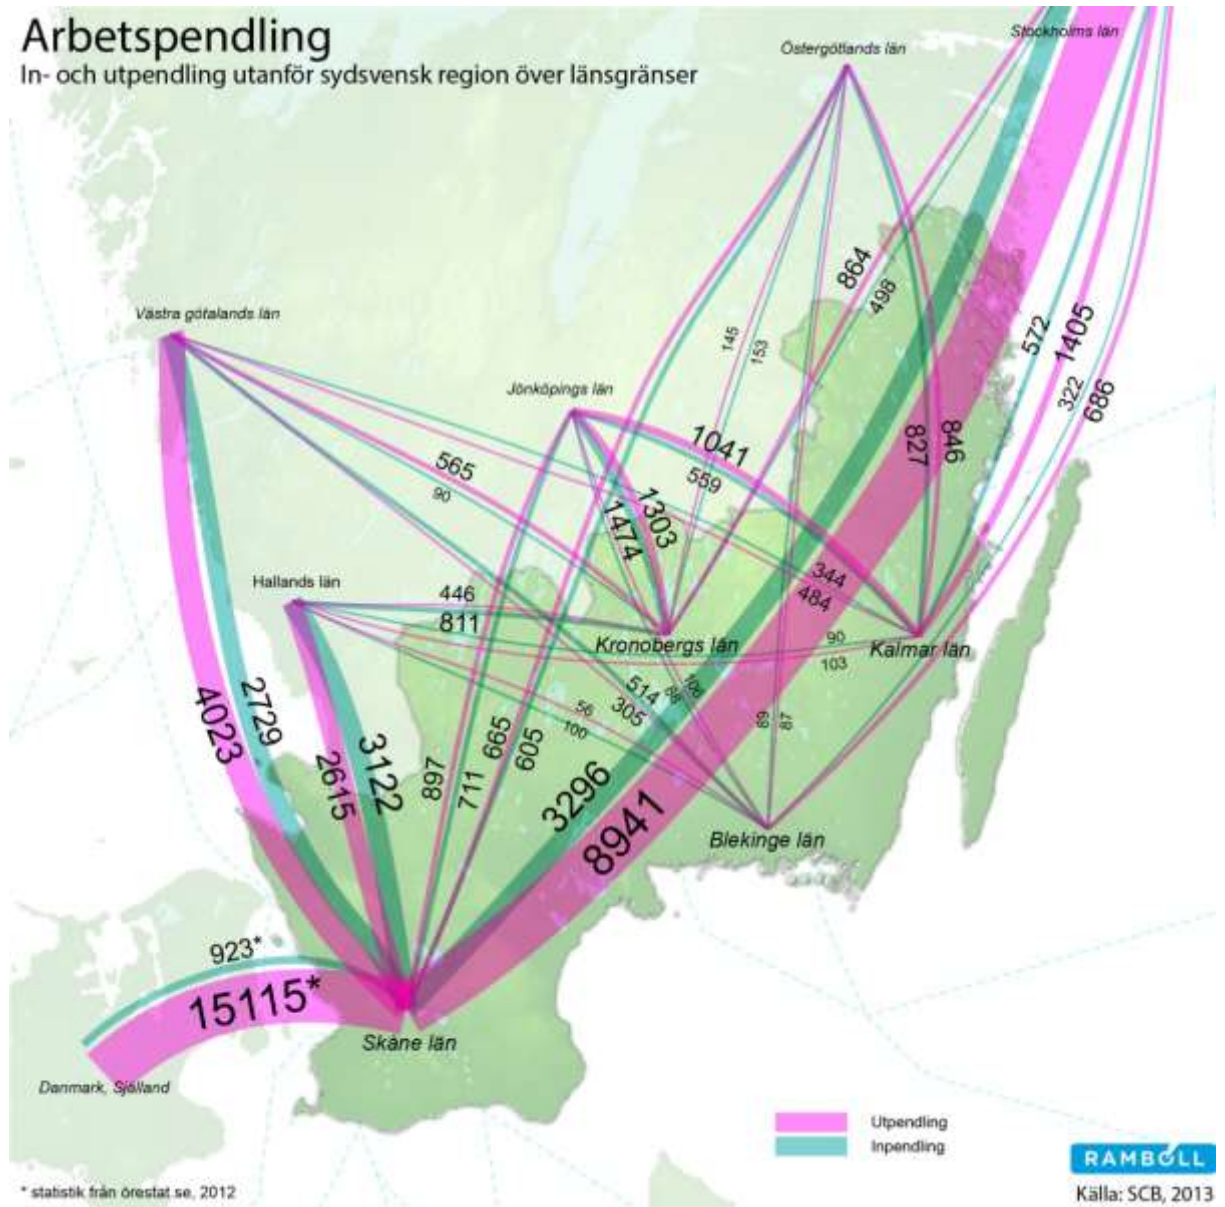 Arbetspendling
In- och utpendling utanför sydsvensk region över länsgränser
Stockholms län
Östergötlands län
864
498
Västra götalands län
145
153
572
1405
322
686
Jönköpings län
1041
559
827
846
565
90
1474
1303
Hallands län
446
811
344
484
Kronobergs län
90
103
Kalmar län
514
305
88
106
56
100
89
87
4023
2729
2615
3122
897
711
665
605
3296
8941
Blekinge län
923*
15115*
Skåne län
Danmark, Själland
Utpendling
Inpendling
RAMBOLL
* statistik från örestat.se, 2012
Källa: SCB, 2013